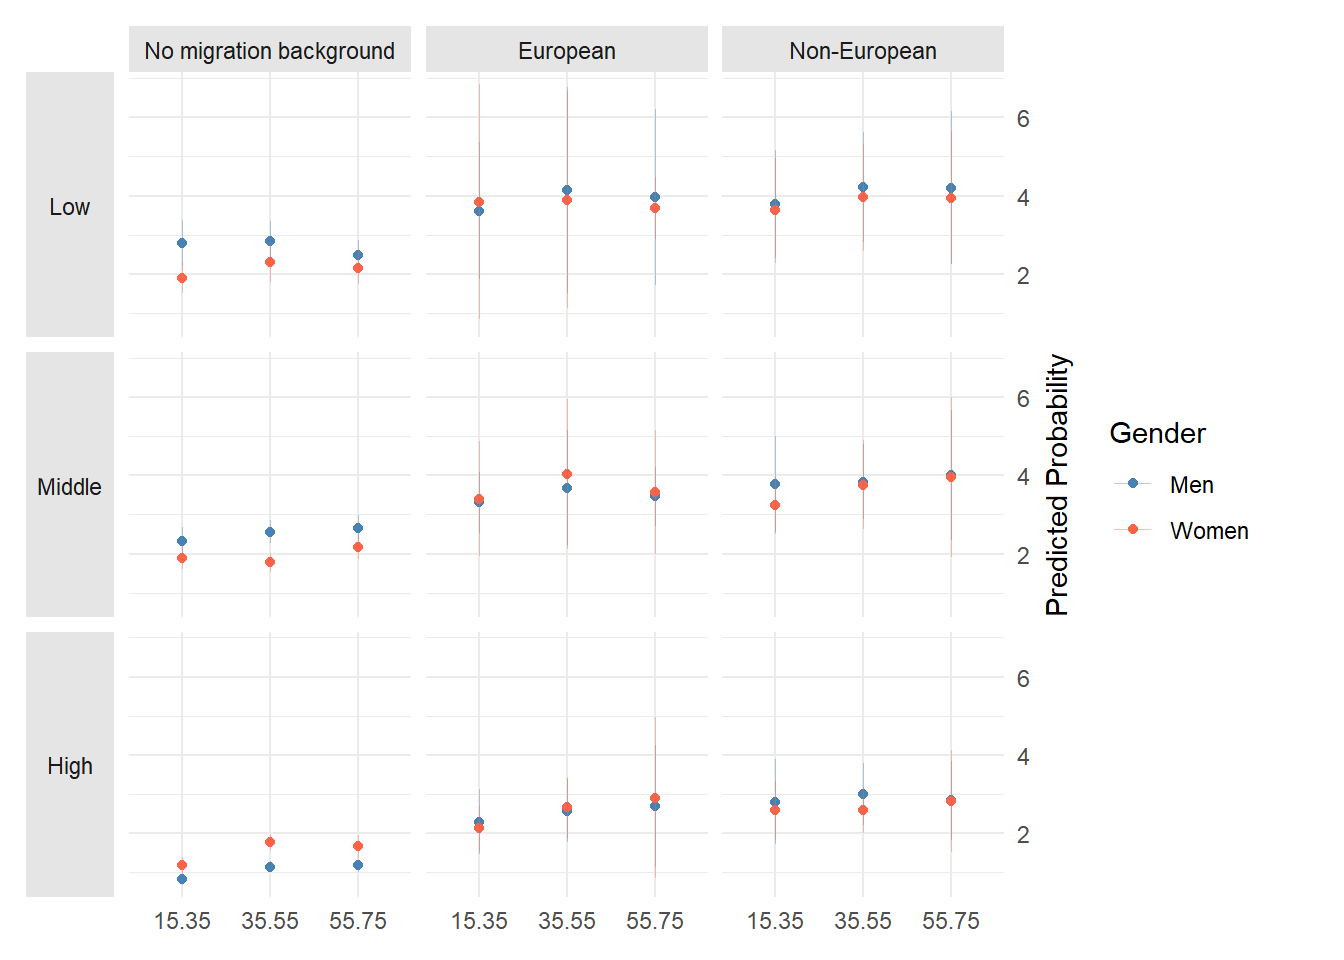 No migration background
European
Non-European
Low
6
4
2
Middle
6
4
2
High
6
4
2
Predicted Probability
Gender
Men
Women
15.35 35.55 55.75
15.35 35.55 55.75
15.35 35.55 55.75